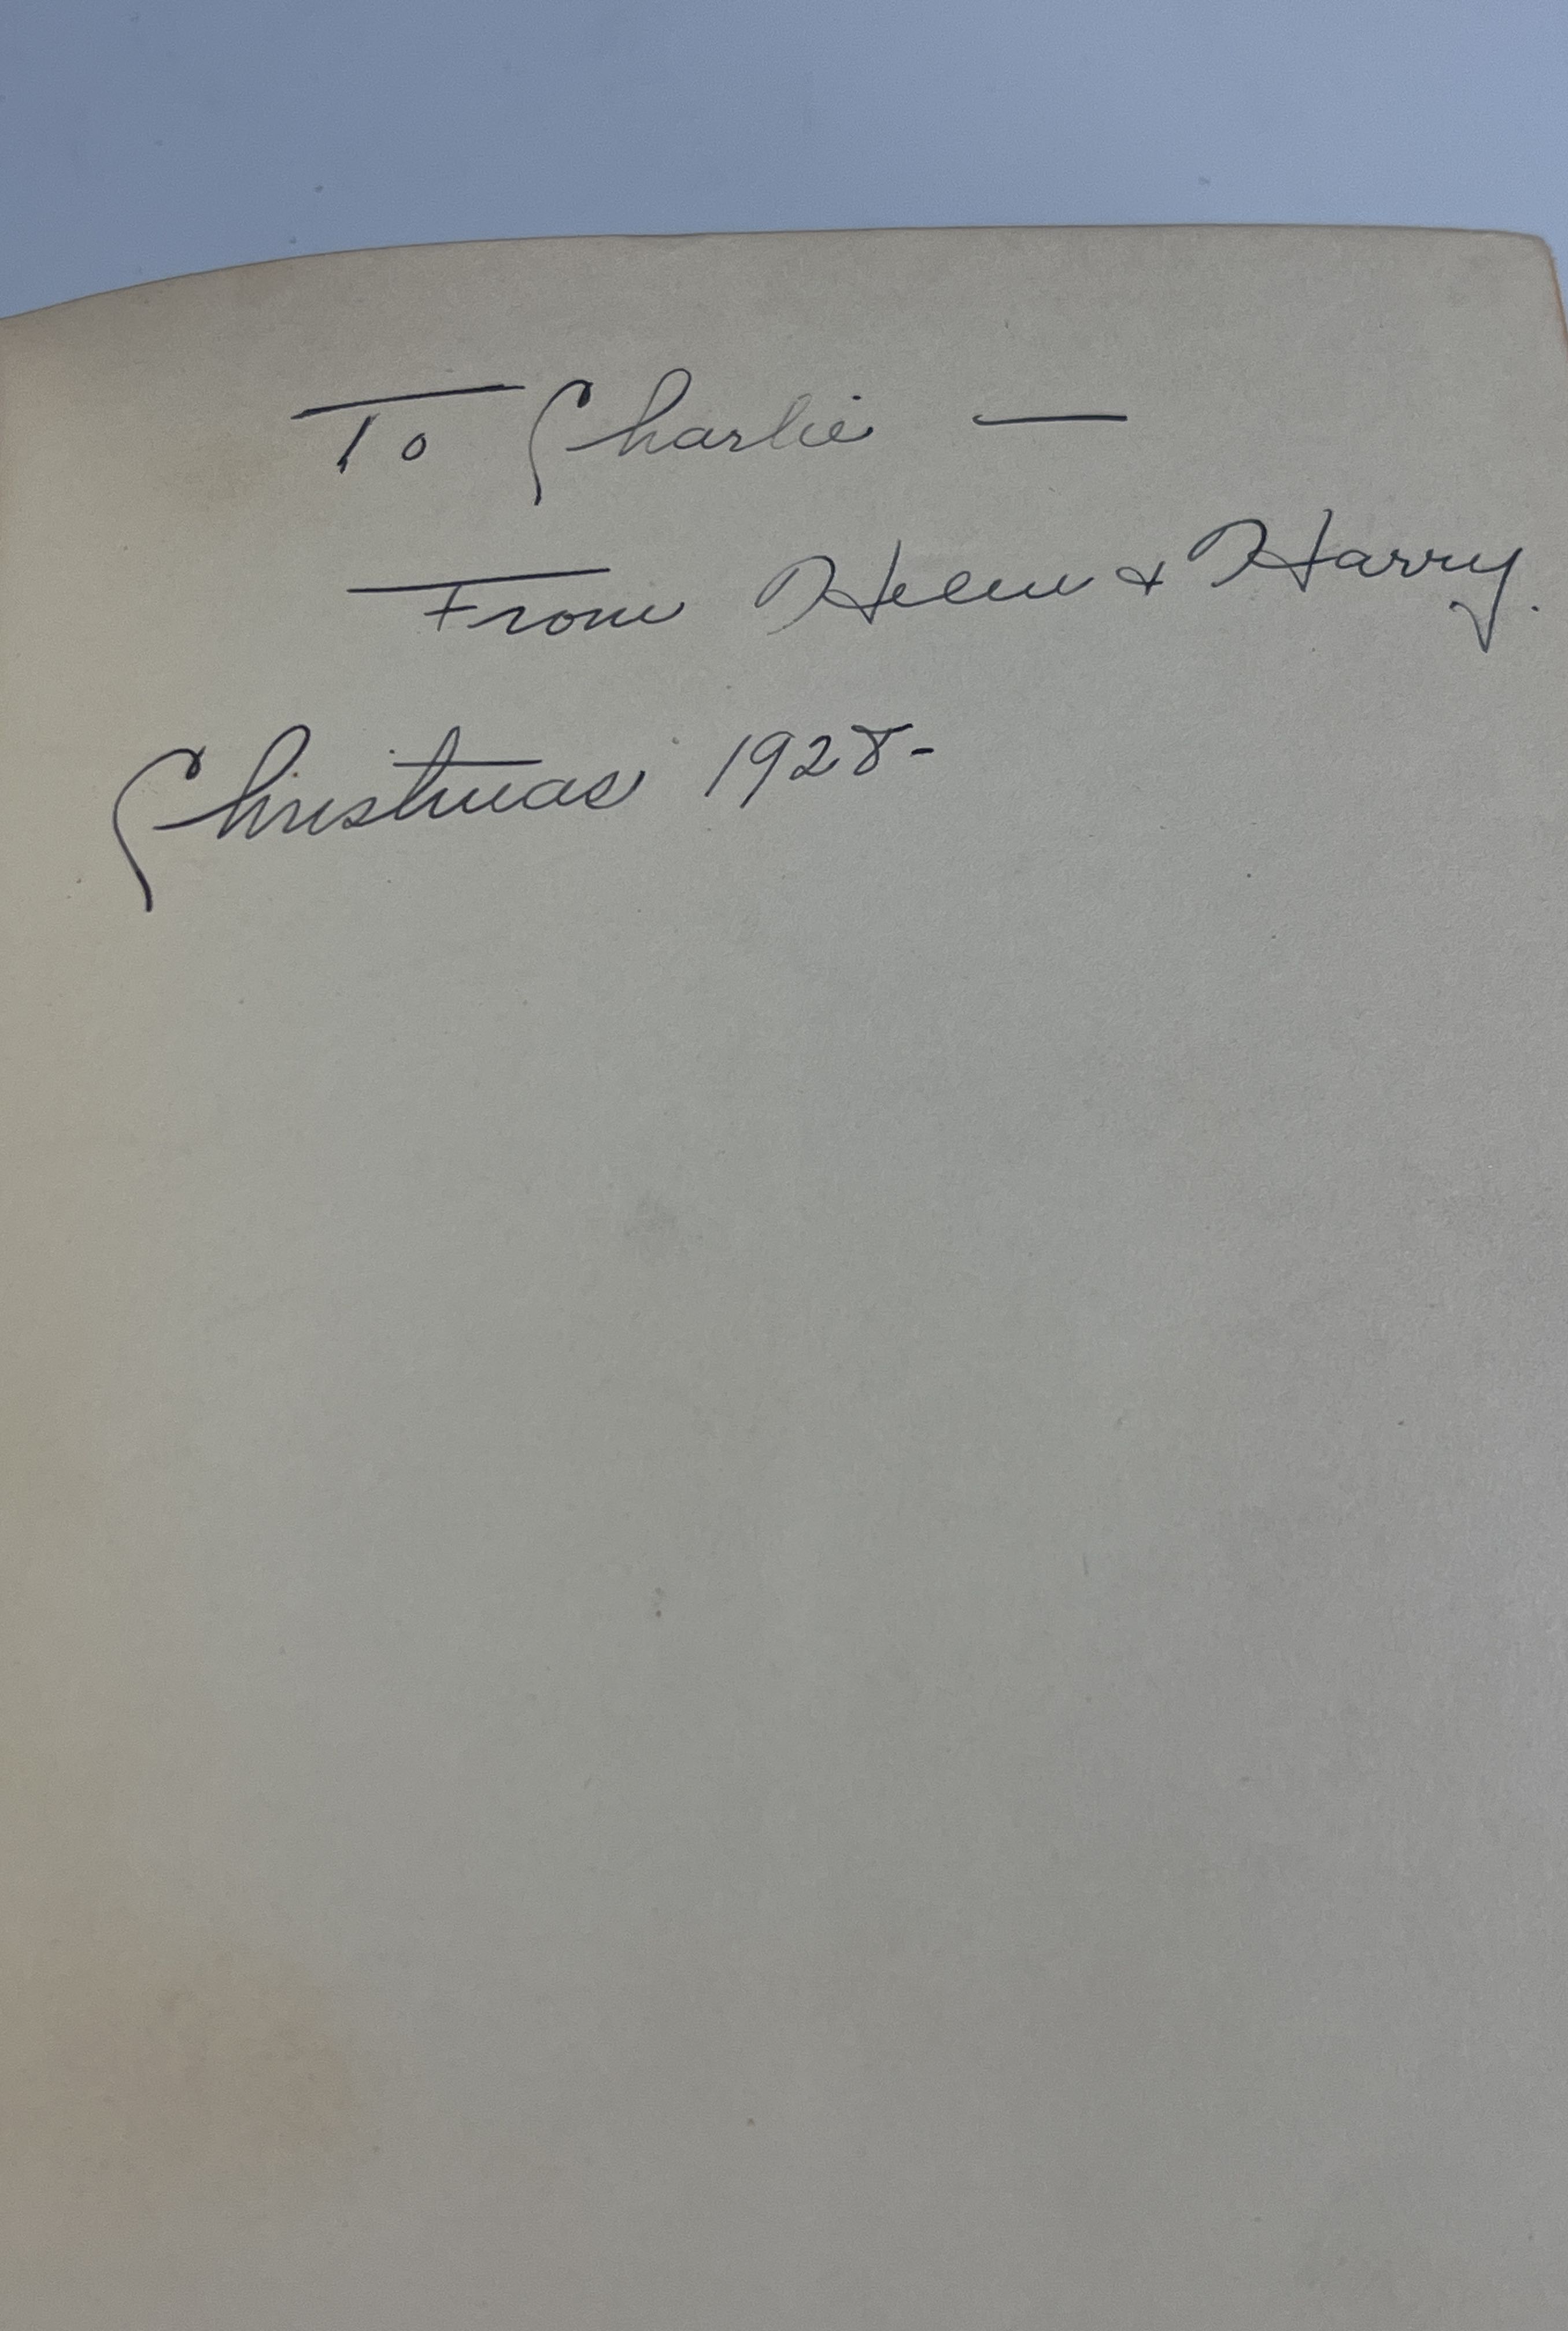 To Charlie —
From Helen & Harry.
Christmas 1928-